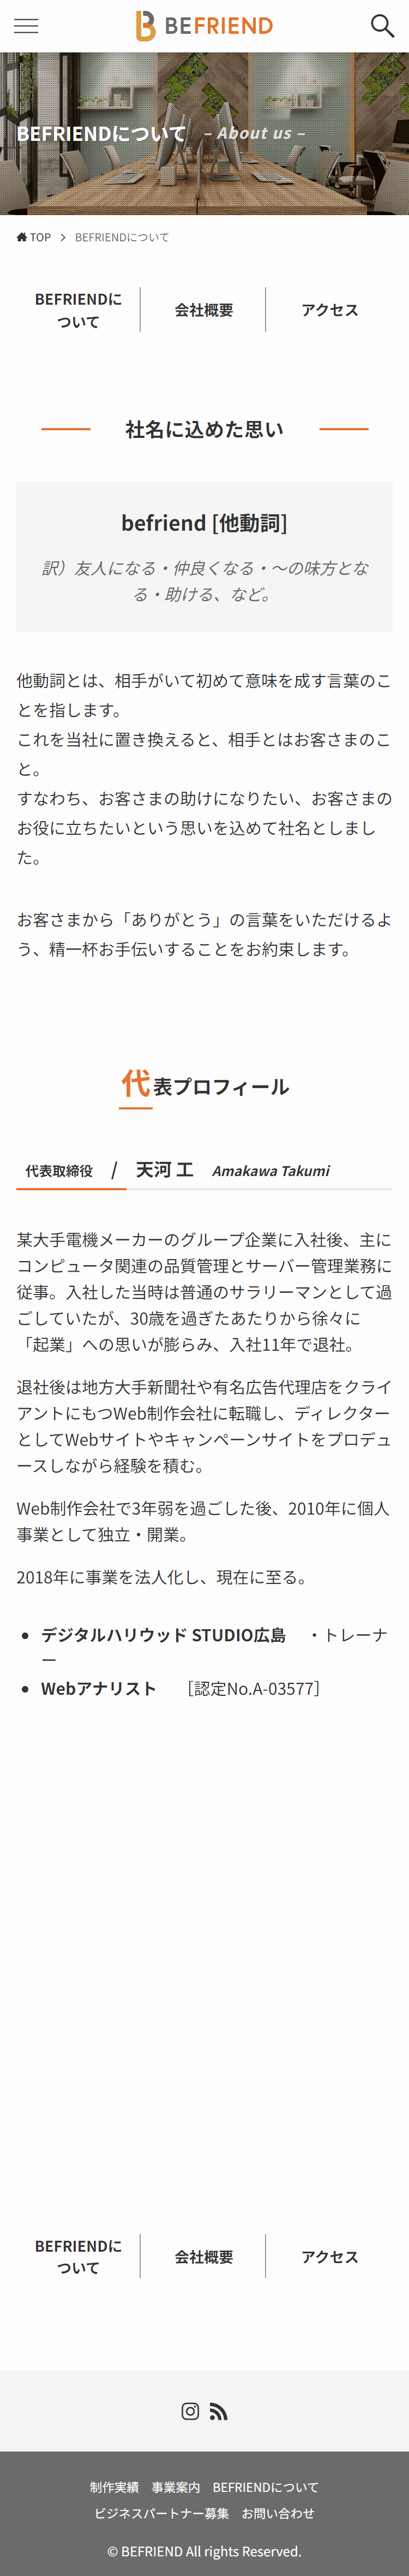 BEFRIEND
BEFRIENDについて – About us –
TOP BEFRIENDについて
BEFRIENDに
ついて
会社概要
アクセス
社名に込めた思い
befriend [他動詞]
訳）友人になる・仲良くなる・〜の味方とな
る・助ける、など。
他動詞とは、相手がいて初めて意味を成す言葉のこ
とを指します。
これを当社に置き換えると、相手とはお客さまのこ
と。
すなわち、お客さまの助けになりたい、お客さまの
お役に立ちたいという思いを込めて社名としまし
た。
お客さまから「ありがとう」の言葉をいただけるよ
う、精一杯お手伝いすることをお約束します。
代表プロフィール
代表取締役 / 天河 工 Amakawa Takumi
某大手電機メーカーのグループ企業に入社後、主に
コンピュータ関連の品質管理とサーバー管理業務に
従事。入社した当時は普通のサラリーマンとして過
ごしていたが、30歳を過ぎたあたりから徐々に
「起業」への思いが膨らみ、入社11年で退社。
退社後は地方大手新聞社や有名広告代理店をクライ
アントにもつWeb制作会社に転職し、ディレクター
としてWebサイトやキャンペーンサイトをプロデュ
ースしながら経験を積む。
Web制作会社で3年弱を過ごした後、2010年に個人
事業として独立・開業。
2018年に事業を法人化し、現在に至る。
● デジタルハリウッド STUDIO広島 ・トレーナ
ー
● Webアナリスト ［認定No.A-03577］
BEFRIENDに
ついて
会社概要
アクセス
制作実績 事業案内 BEFRIENDについて
ビジネスパートナー募集 お問い合わせ
© BEFRIEND All rights Reserved.